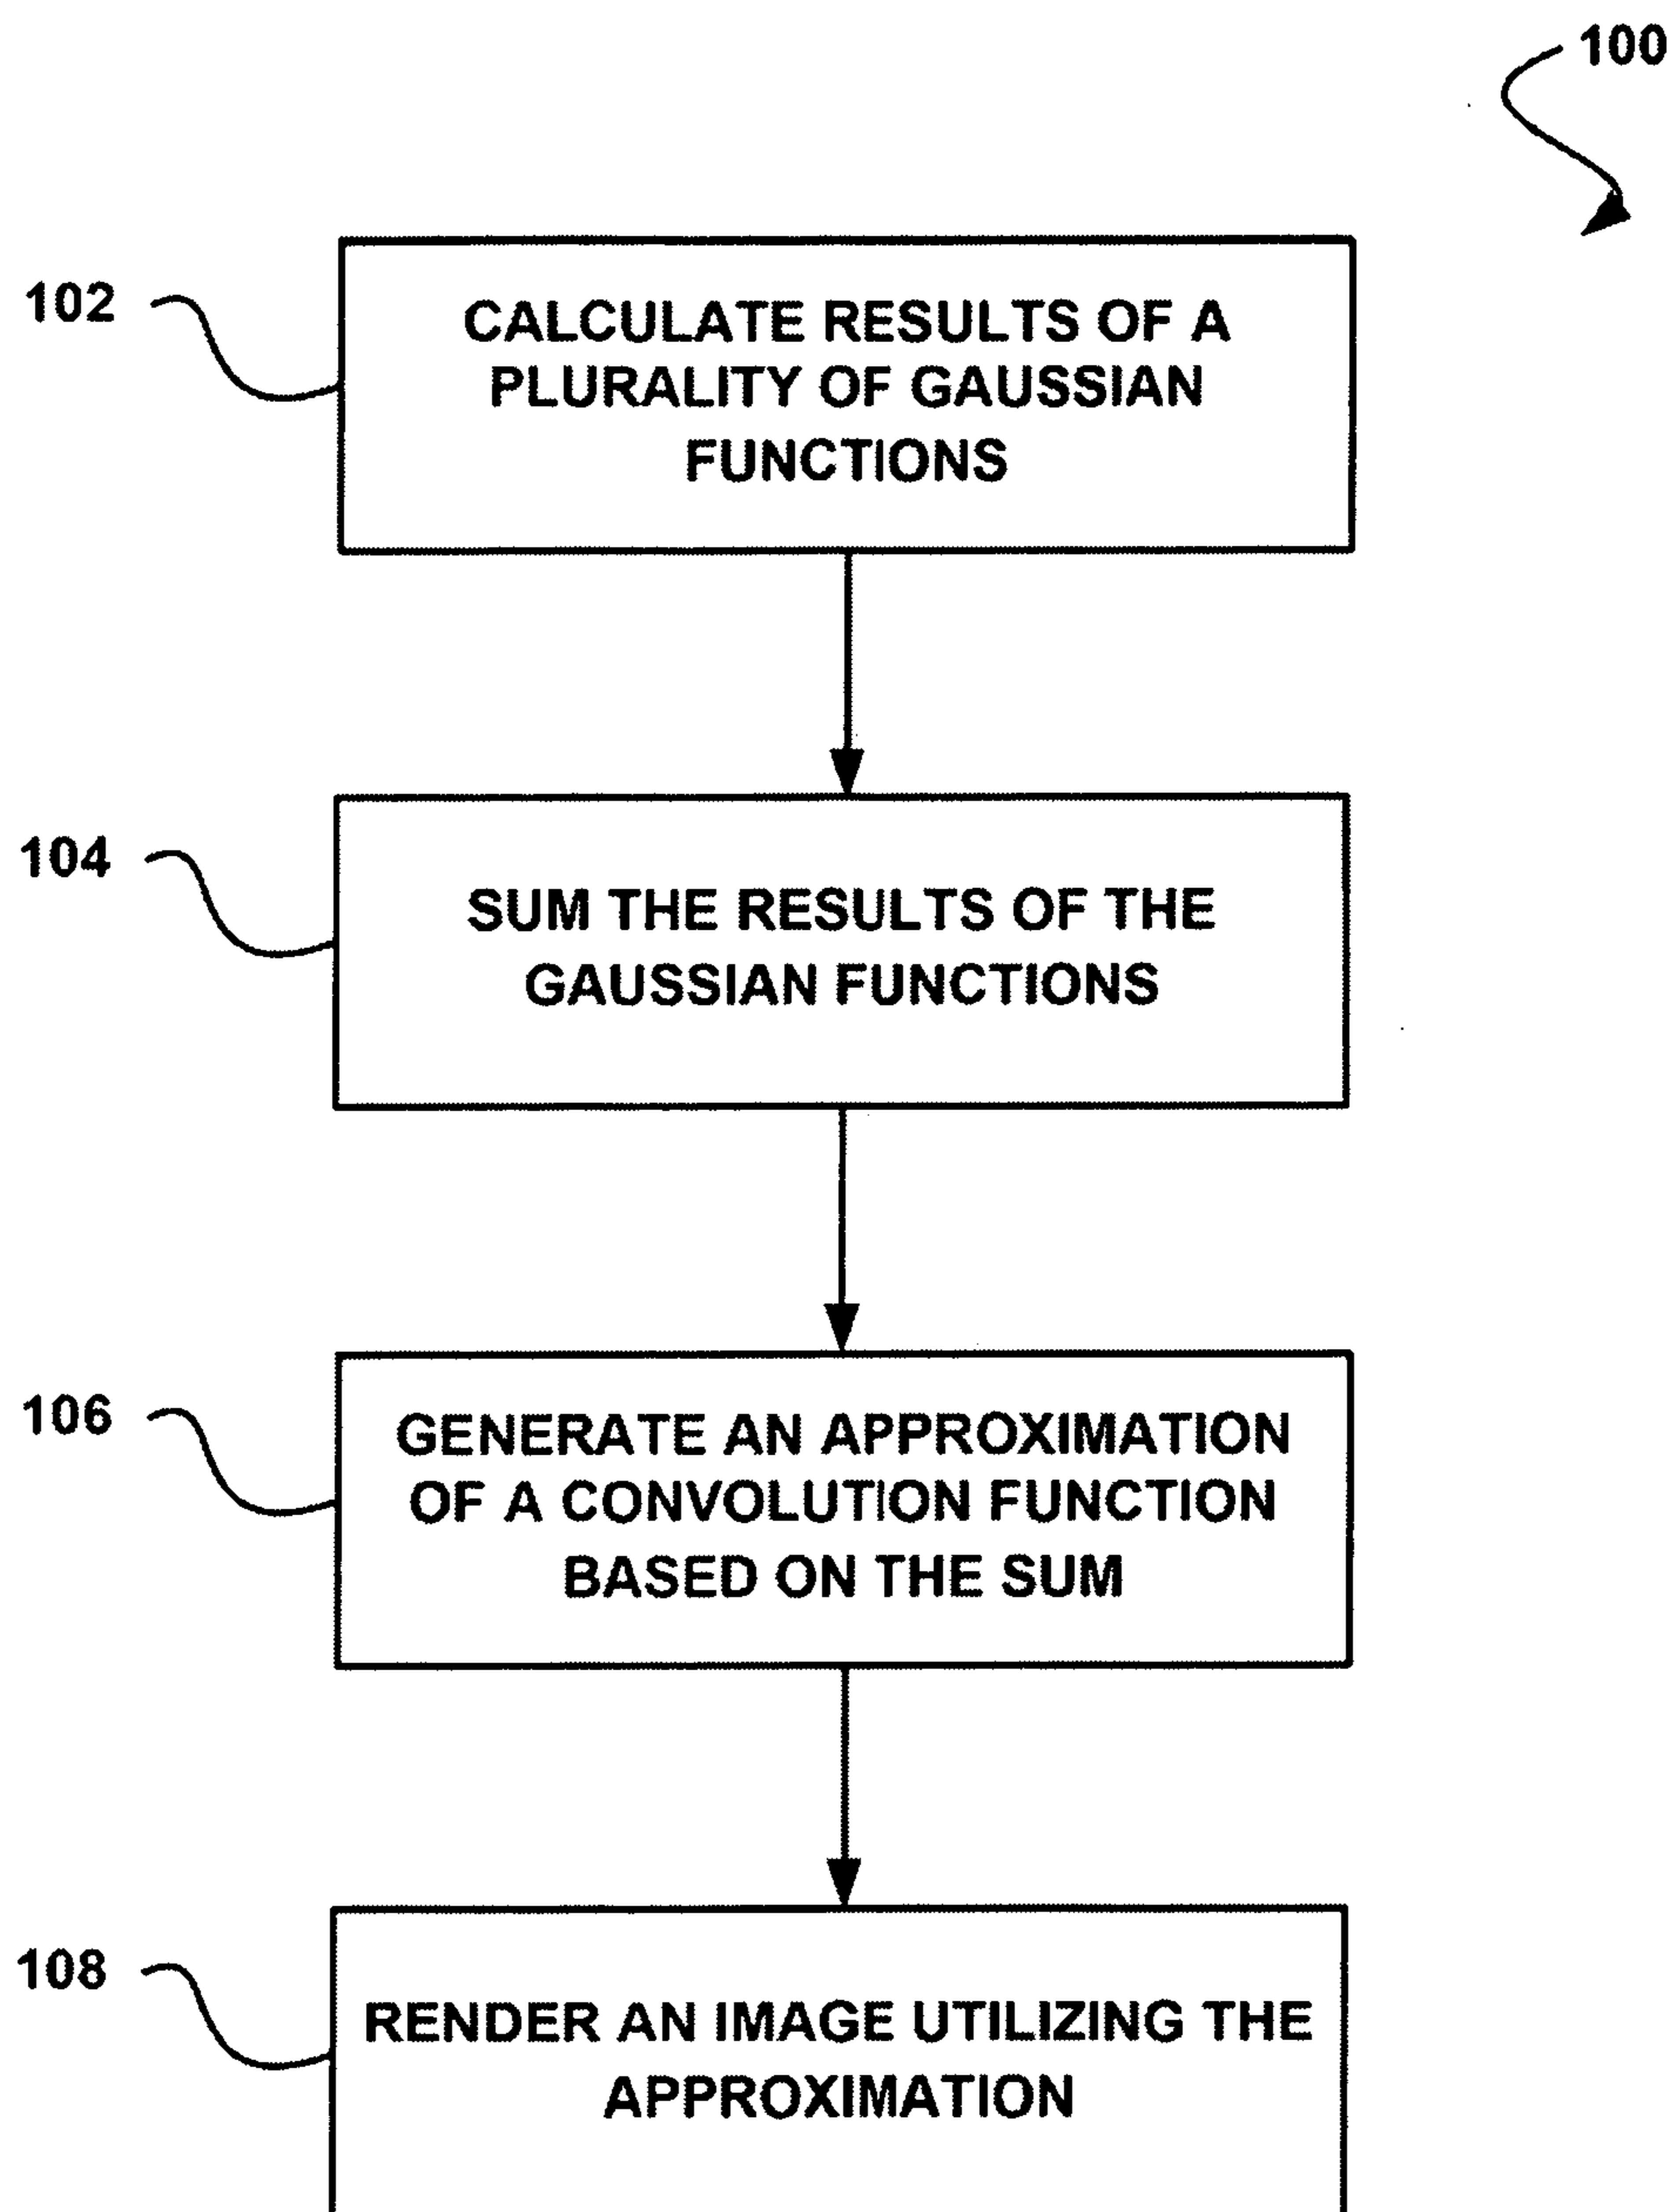 100
102
CALCULATE RESULTS OF A
PLURALITY OF GAUSSIAN
FUNCTIONS
104
SUM THE RESULTS OF THE
GAUSSIAN FUNCTIONS
106
GENERATE AN APPROXIMATION
OF A CONVOLUTION FUNCTION
BASED ON THE SUM
108
RENDER AN IMAGE UTILIZING THE
APPROXIMATION